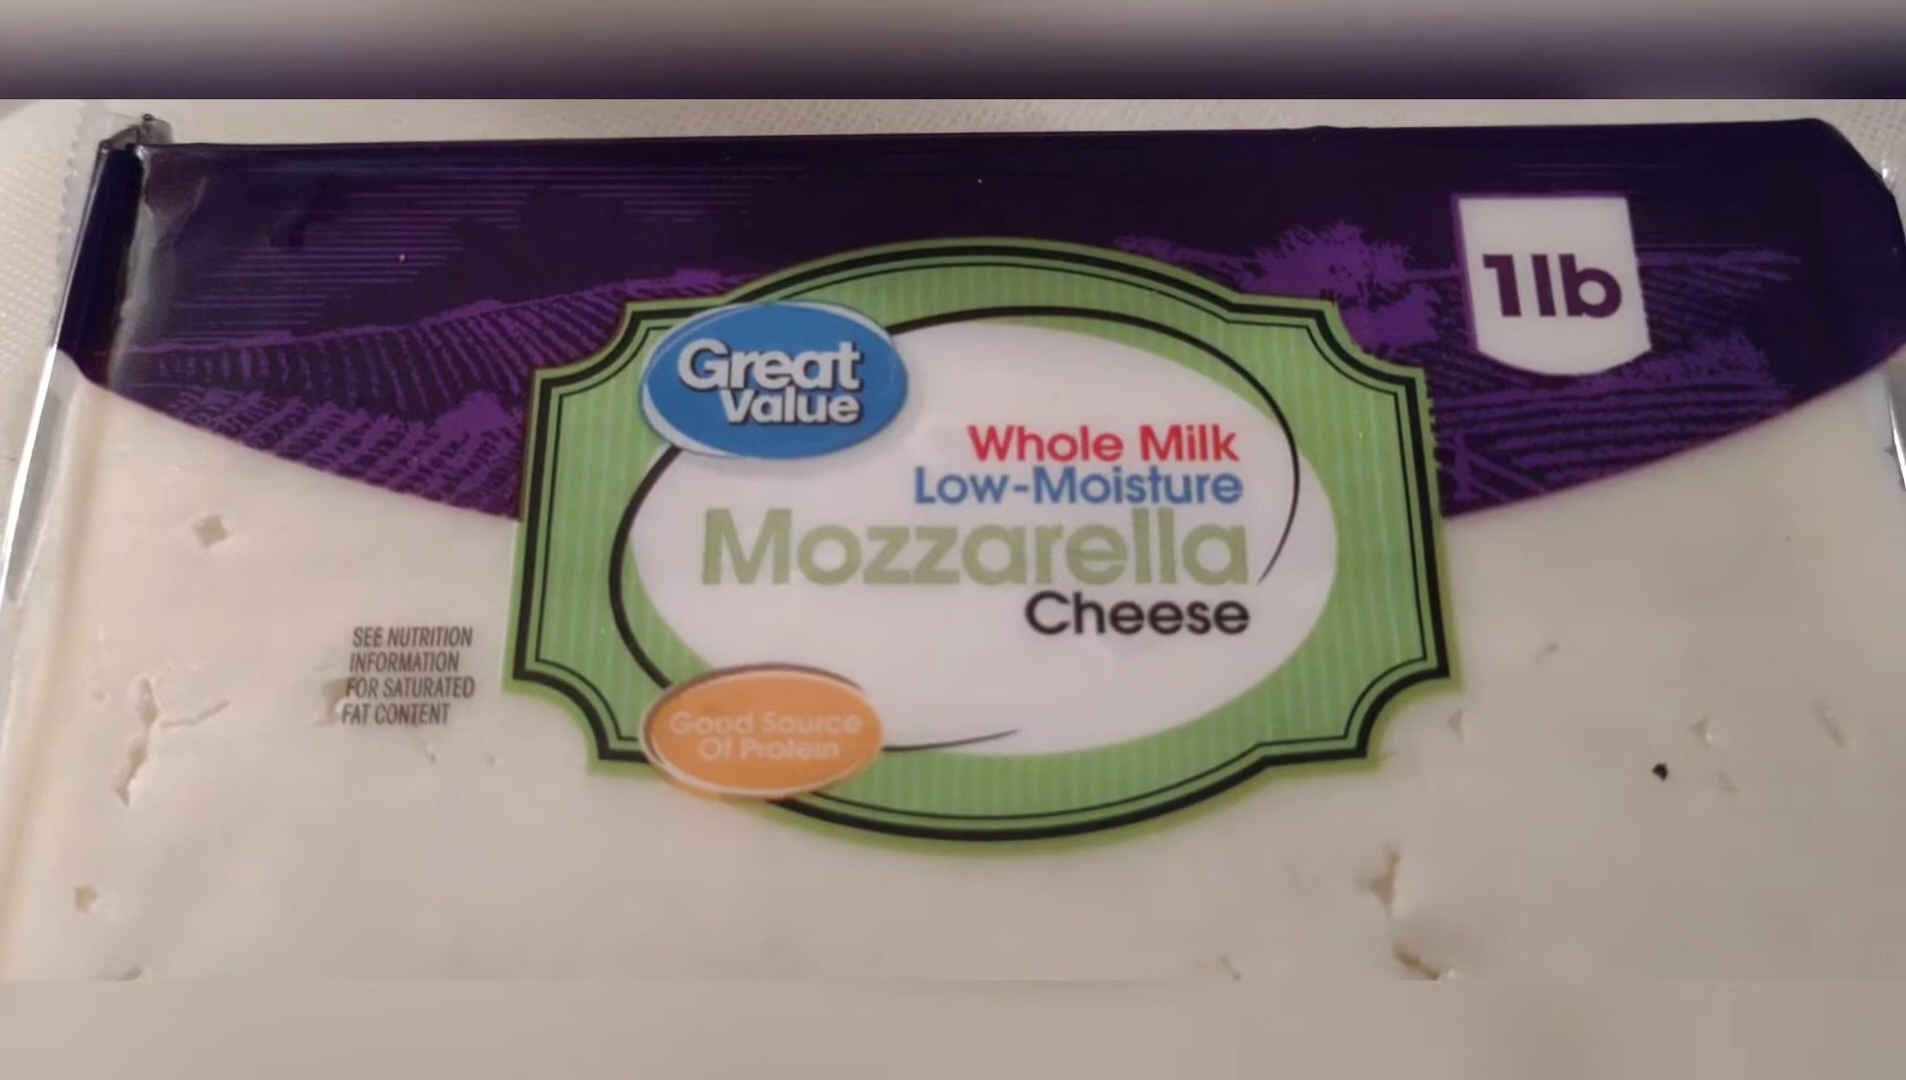 1lb
Great
Value
Whole Milk
Low-Moisture
Mozzarella
Cheese
SEE NUTRITION
INFORMATION
FOR SATURATED
FAT CONTENT
Good Source
Of Protein